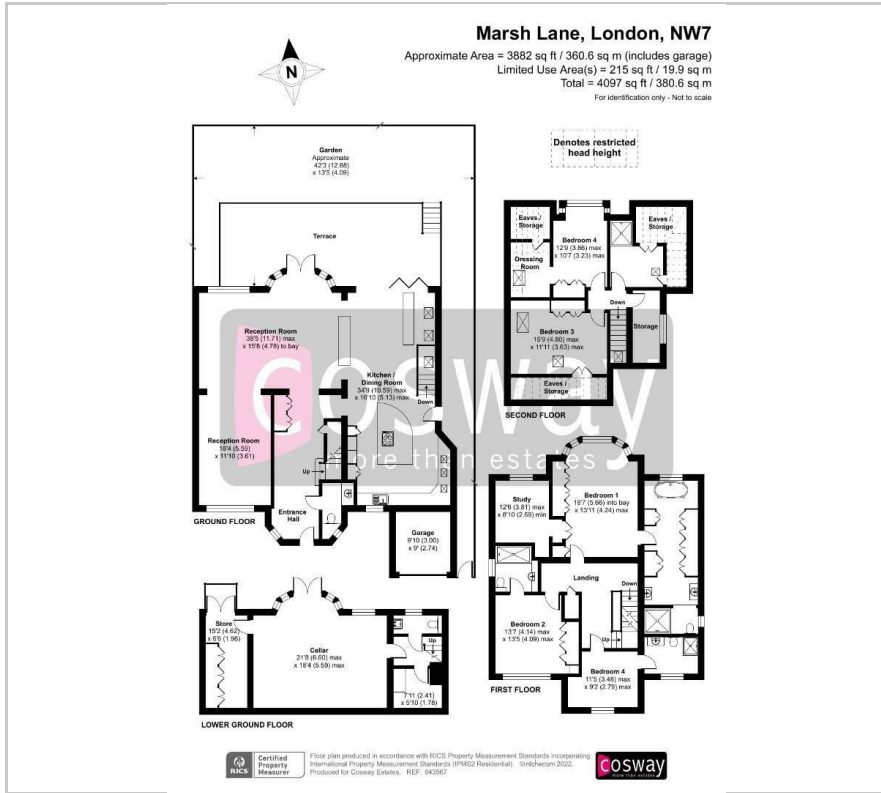 Marsh Lane, London, NW7
Approximate Area = 3882 sq ft / 360.6 sq m (includes garage)
Limited Use Area(s) = 215 sq ft / 19.9 sq m
Total = 4097 sq ft / 380.6 sq m
For identification only - Not to scale
N
Denotes restricted
head height
Garden
Approximate
42'3 (12.88)
x 13'5 (4.09)
Terrace
Reception Room
38'5 (11.71) max
x 15'8 (4.78) to bay
Kitchen /
Dining Room
34'9 (10.59) max
x 16'10 (5.13) max
Down
Reception Room
18'4 (5.59)
x 11'10 (3.61)
Up
Entrance
Hall
GROUND FLOOR
Garage
9'10 (3.00)
x 9' (2.74)
Eaves /
Storage
Bedroom 4
12'9 (3.86) max
x 10'7 (3.23) max
Eaves /
Storage
Dressing
Room
Down
Bedroom 3
15'9 (4.80) max
x 11'11 (3.63) max
Storage
Eaves /
Storage
SECOND FLOOR
cosway
more than estates
Study
12'6 (3.81) max
x 8'10 (2.69) min
Bedroom 1
18'7 (5.66) into bay
x 13'11 (4.24) max
Landing
Down
Bedroom 2
13'7 (4.14) max
x 13'5 (4.09) max
Up
Bedroom 4
11'5 (3.48) max
x 9'2 (2.79) max
FIRST FLOOR
Store
15'2 (4.62)
x 6'6 (1.98)
Cellar
21'8 (6.60) max
x 18'4 (5.59) max
Up
7'11 (2.41)
x 5'10 (1.78)
LOWER GROUND FLOOR
RICS
Certified
Property
Measurer
Floor plan produced in accordance with RICS Property Measurement Standards incorporating
International Property Measurement Standards (IPMS2 Residential). ©nichecom 2022.
Produced for Cosway Estates. REF: 843567
cosway
more than estates